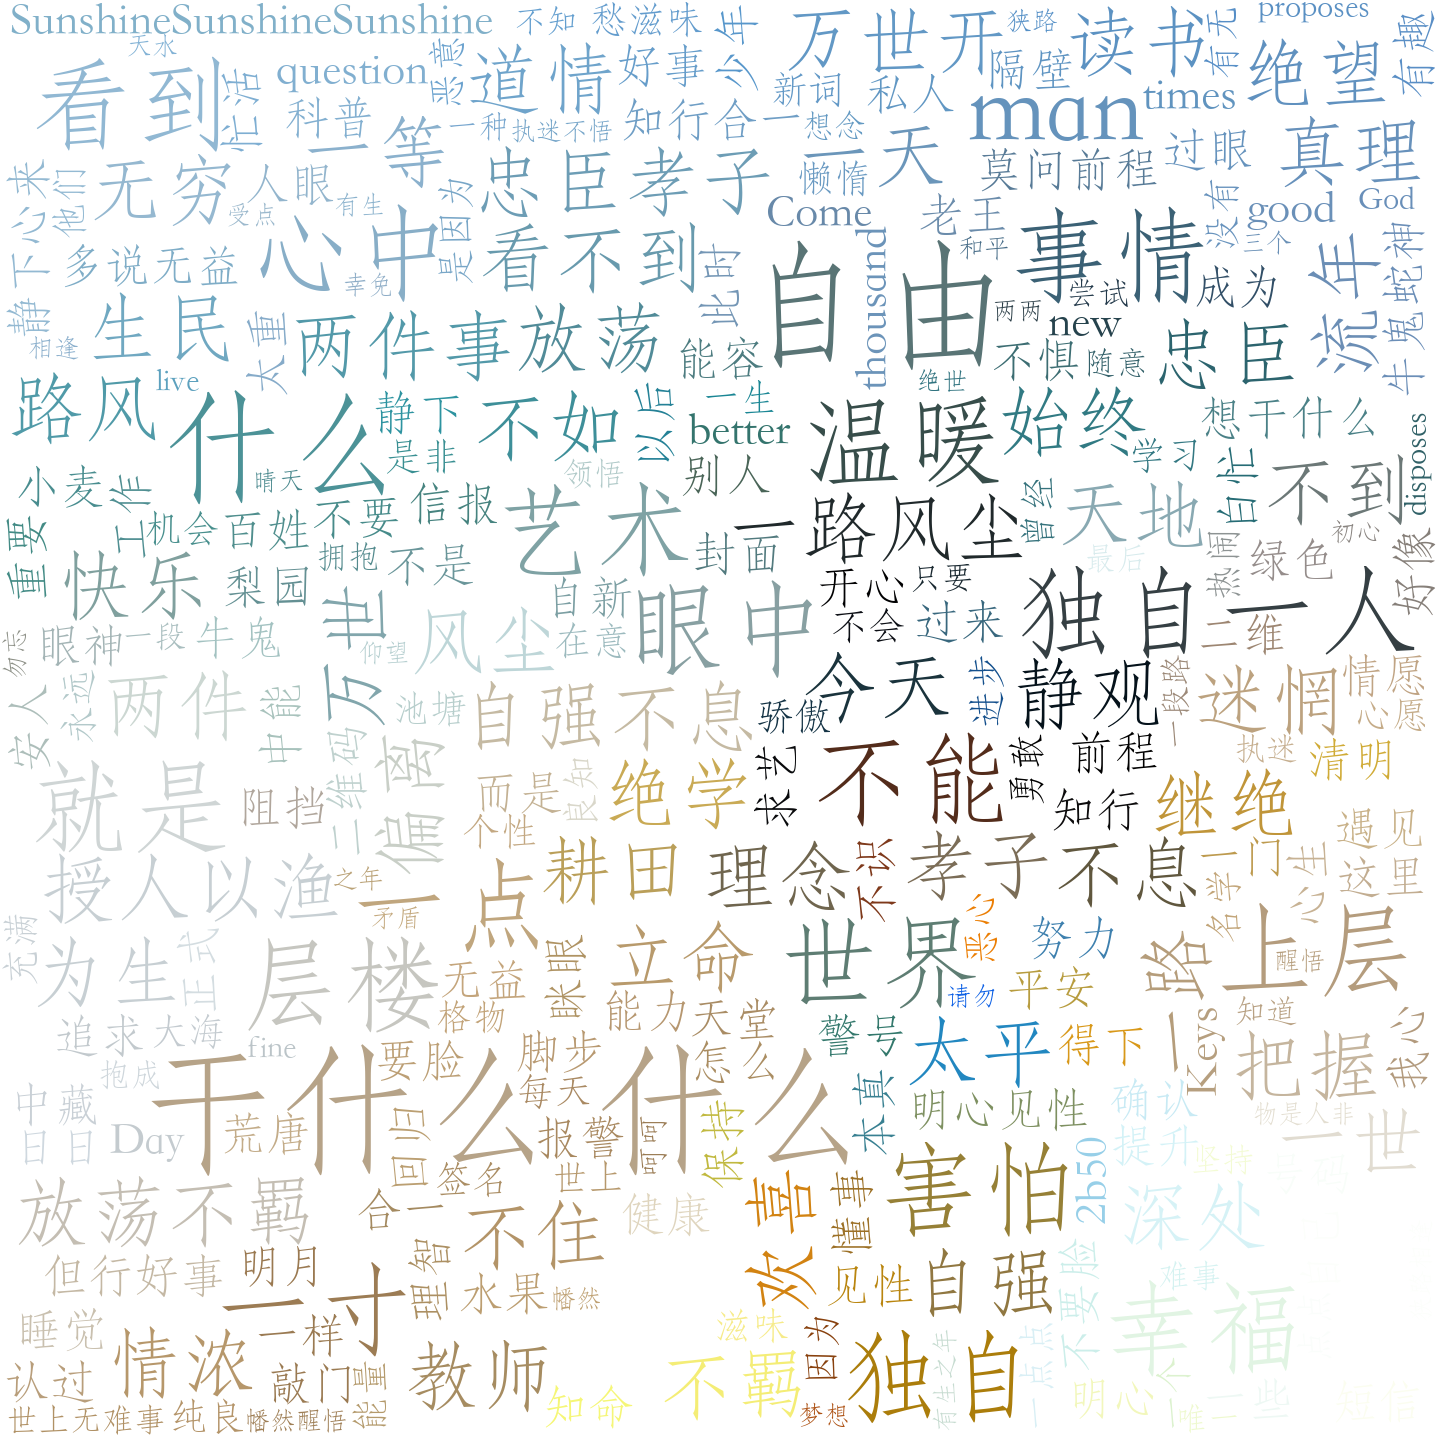 SunshineSunshineSunshine
不知
愁滋味
少年
万世开
狭路
读书
有无
proposes
有趣
天水
看到
忙活
question
恶意
道情
好事
新词
私人
隔壁
man
times
绝望
科普
一等
一种
执迷不悟
知行合一
想念
一天
懒惰
莫问前程
过眼
真理
心来
他们
无穷
人眼
受点
有生
因为
忠臣孝子
Come
老王
没有
good
God
下心
多说无益
心中
是因
看不到
此时
thousand
和平
事情
三个
流年
牛鬼蛇神
静
幸免
自由
两两
尝试
成为
相逢
生民
太重
两件事
放荡
能容
new
不惧
随意
忠臣
路风
live
什么
静下
不如
以后
一生
better
绝世
温暖
始终
想干什么
小麦
工作
晴天
是非
领悟
别人
学习
白忙
不到
disposes
重要
机会
百姓
不要
信报
艺术
封面
一路风尘
曾经
天地
热闹
初心
快乐
梨园
拥抱
不是
万世
自新
开心
只要
最后
绿色
好像
勿忘
眼神
一段
牛鬼
仰望
风尘
在意
眼中
不会
过来
独自一人
二维
安人
永远
两件
中能
池塘
自强不息
骄傲
今天
进步
静观
一段路
迷惘
情愿
心愿
就是
阻挡
二维码
偏离
而是
个性
良知
绝学
求艺
不能
勇敢
前程
知行
执迷
继绝
清明
授人以渔
之年
矛盾
一点
耕田
理念
不识
孝子
不息
一门
名学
心生
遇见
这里
充满
为生
正式
层楼
无益
格物
眯眼
立命
能力
天堂
世界
恶心
请勿
努力
平安
一路
上层
醒悟
追求
大海
fine
干什么
要脸
脚步
什么
怎么
警号
太平
得下
Keys
知道
把握
我心
抱成
中藏
日日
Day
荒唐
回归
每天
报警
呵呵
保持
本真
明心见性
确认
提升
坚持
物是人非
一世
放荡不羁
合一
签名
世上
不住
健康
欢喜
懂事
害怕
2b50
深处
但行好事
明月
理智
水果
幡然
见性
自强
不要脸
难事
睡觉
一寸
认过
情浓
一样
敲门
能量
教师
滋味
因为
独自
一点点
幸福
世上无难事
纯良
幡然醒悟
知命
不羁
梦想
有生之年
明心
一个
唯一
一些
短信